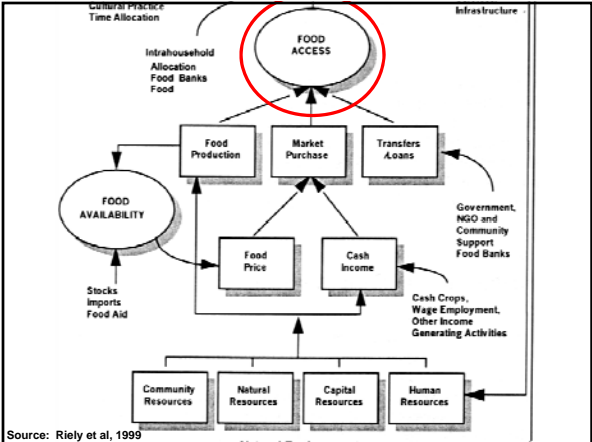 Cultural Practice
Time Allocation
Infrastructure
FOOD
ACCESS
Intrahousehold
Allocation
Food Banks
Food
Food
Production
Market
Purchase
Transfers
/Loans
FOOD
AVAILABILITY
Government,
NGO and
Community
Support
Food Banks
Food
Price
Cash
Income
Stocks
Imports
Food Aid
Cash Crops,
Wage Employment,
Other Income
Generating Activities
Community
Resources
Natural
Resources
Capital
Resources
Human
Resources
Source: Riely et al, 1999